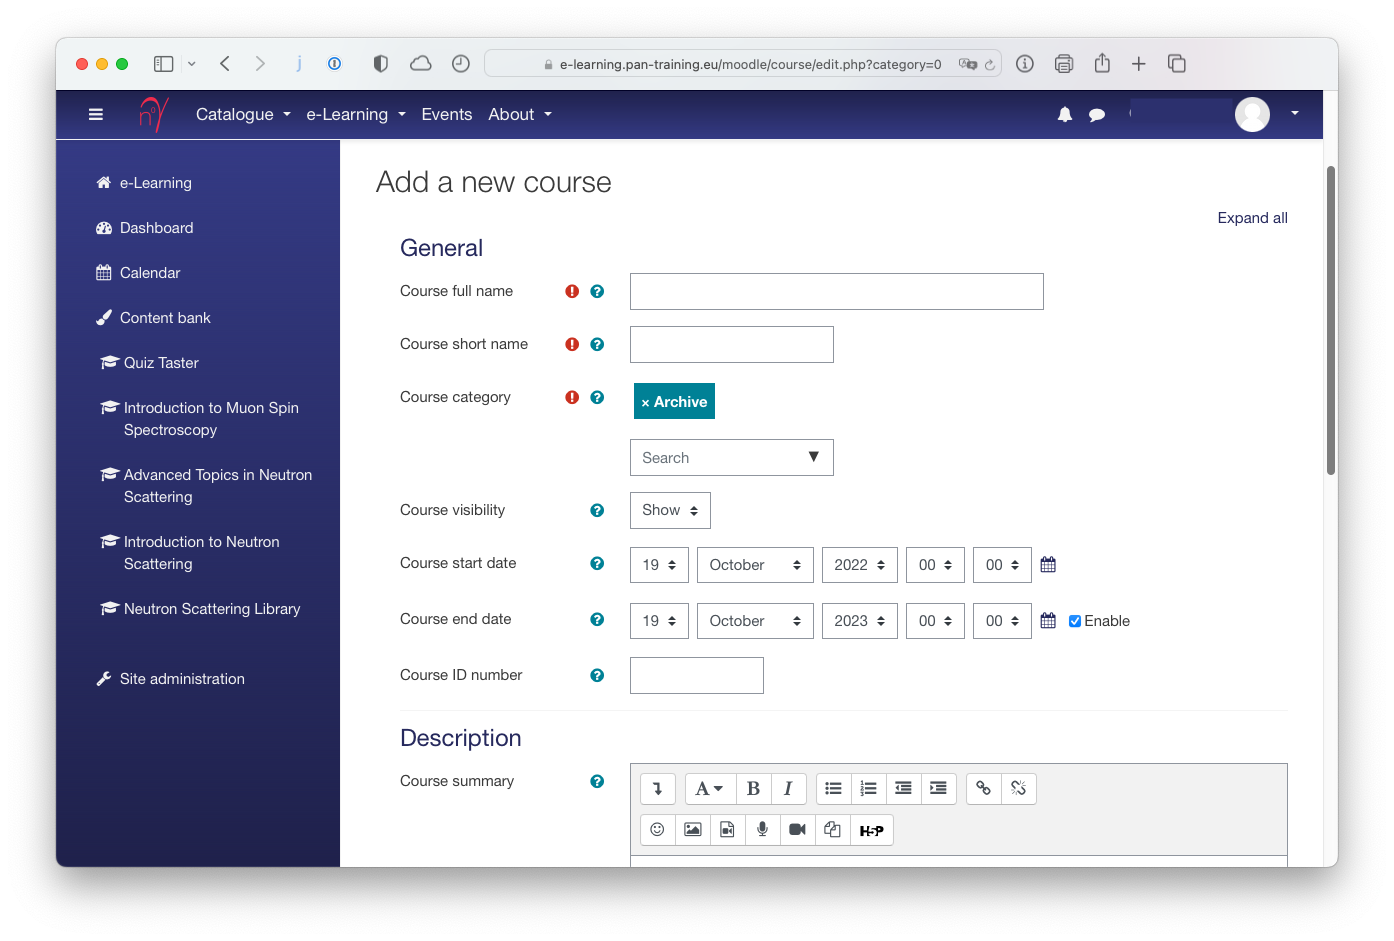 e-learning.pan-training.eu/moodle/course/edit.php?category=0
Catalogue e-Learning Events About
e-Learning
Dashboard
Calendar
Content bank
Quiz Taster
Introduction to Muon Spin
Spectroscopy
Advanced Topics in Neutron
Scattering
Introduction to Neutron
Scattering
Neutron Scattering Library
Site administration
Add a new course
Expand all
General
Course full name
Course short name
Course category
× Archive
Search
Course visibility
Show
Course start date
19 October 2022 00 00
Course end date
19 October 2023 00 00 Enable
Course ID number
Description
Course summary
A B I
H5P